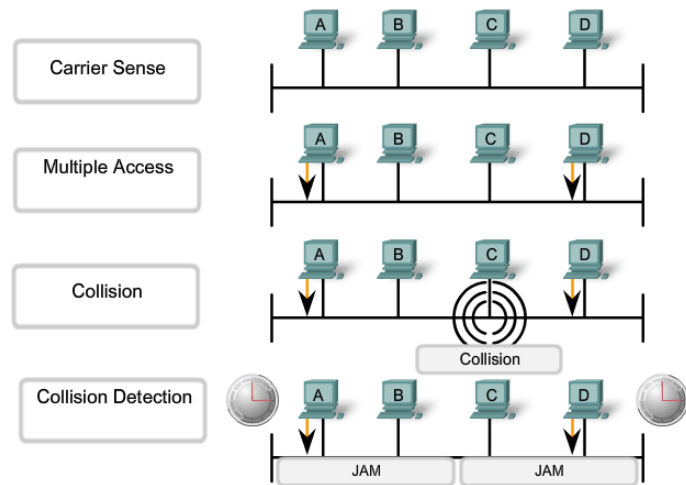 A B C D
Carrier Sense
A B C D
Multiple Access
A B C D
Collision
Collision
A B C D
Collision Detection
JAM JAM